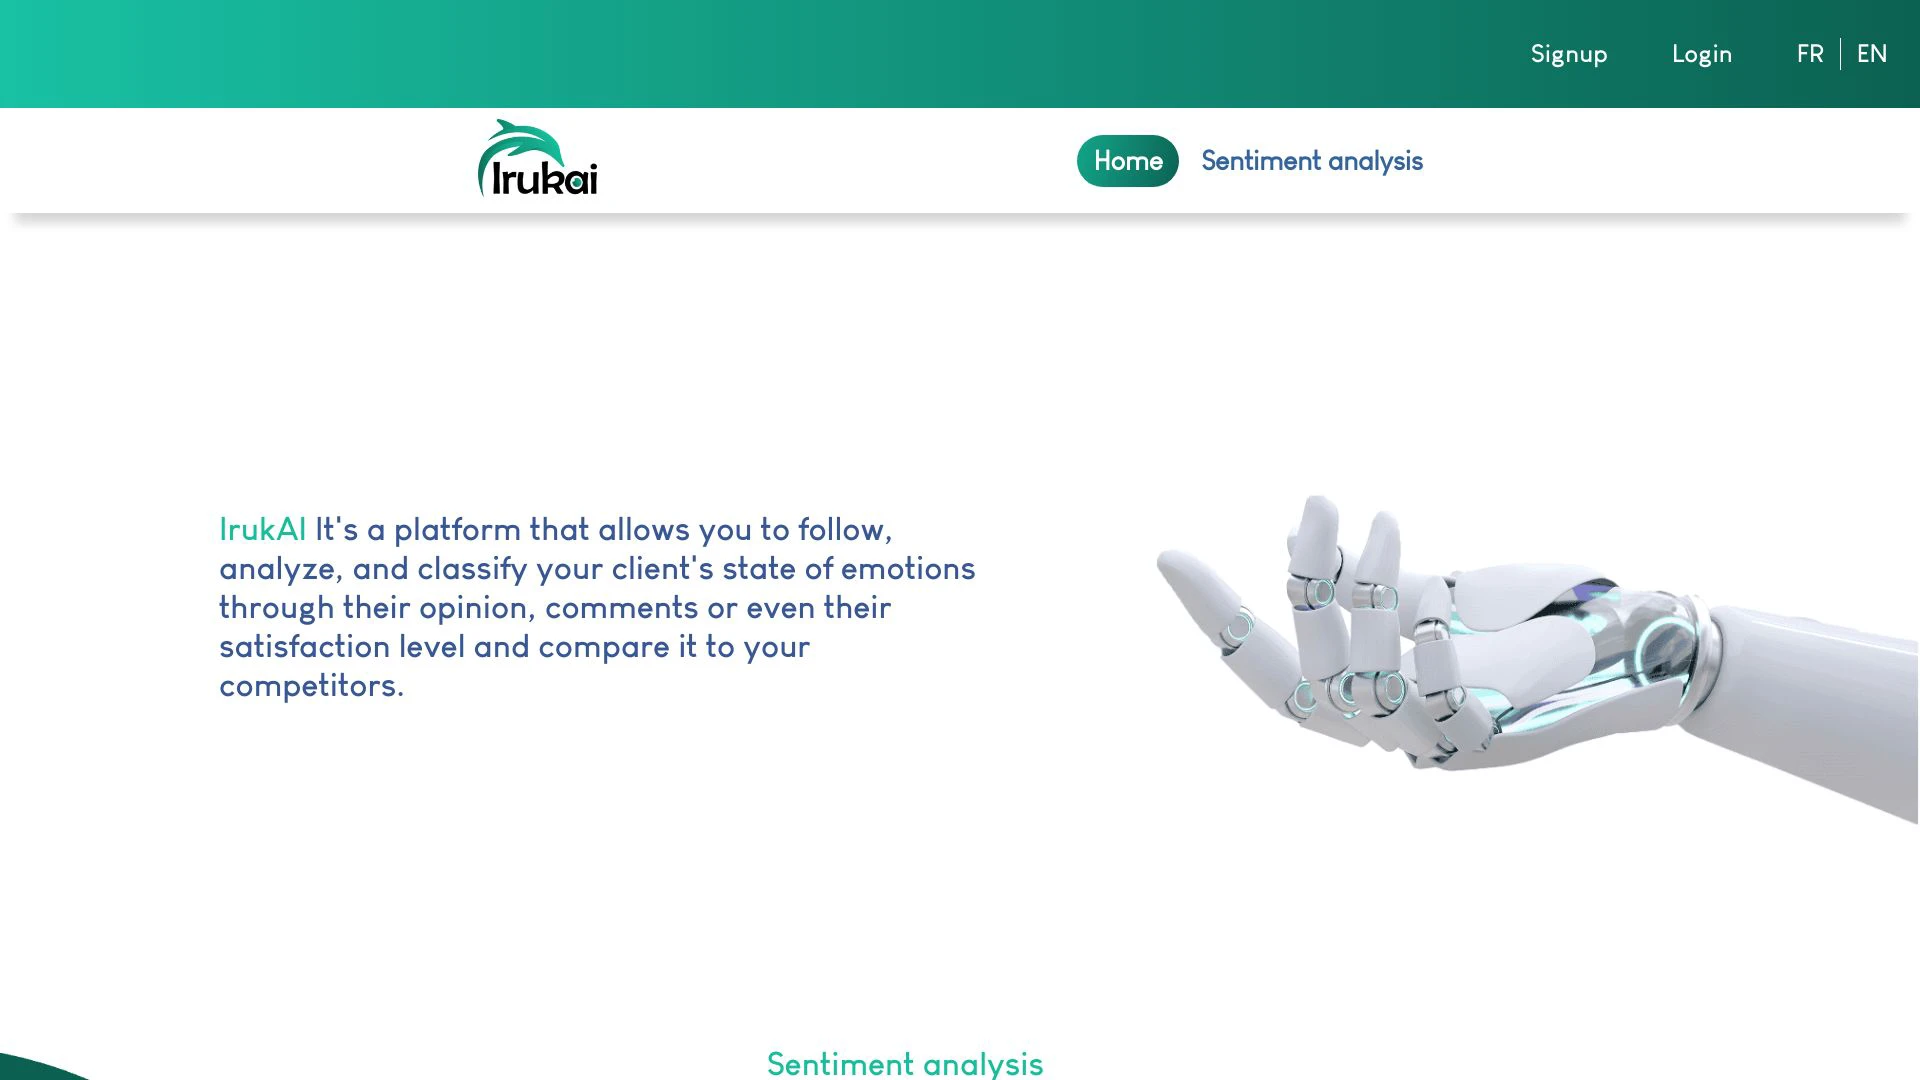 Signup Login FR EN
Irukai
Home Sentiment analysis
IrukAI It's a platform that allows you to follow,
analyze, and classify your client's state of emotions
through their opinion, comments or even their
satisfaction level and compare it to your
competitors.
Sentiment analysis